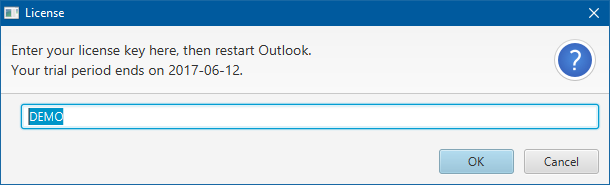 License
Enter your license key here, then restart Outlook.
Your trial period ends on 2017-06-12.
?
DEMO
OK
Cancel